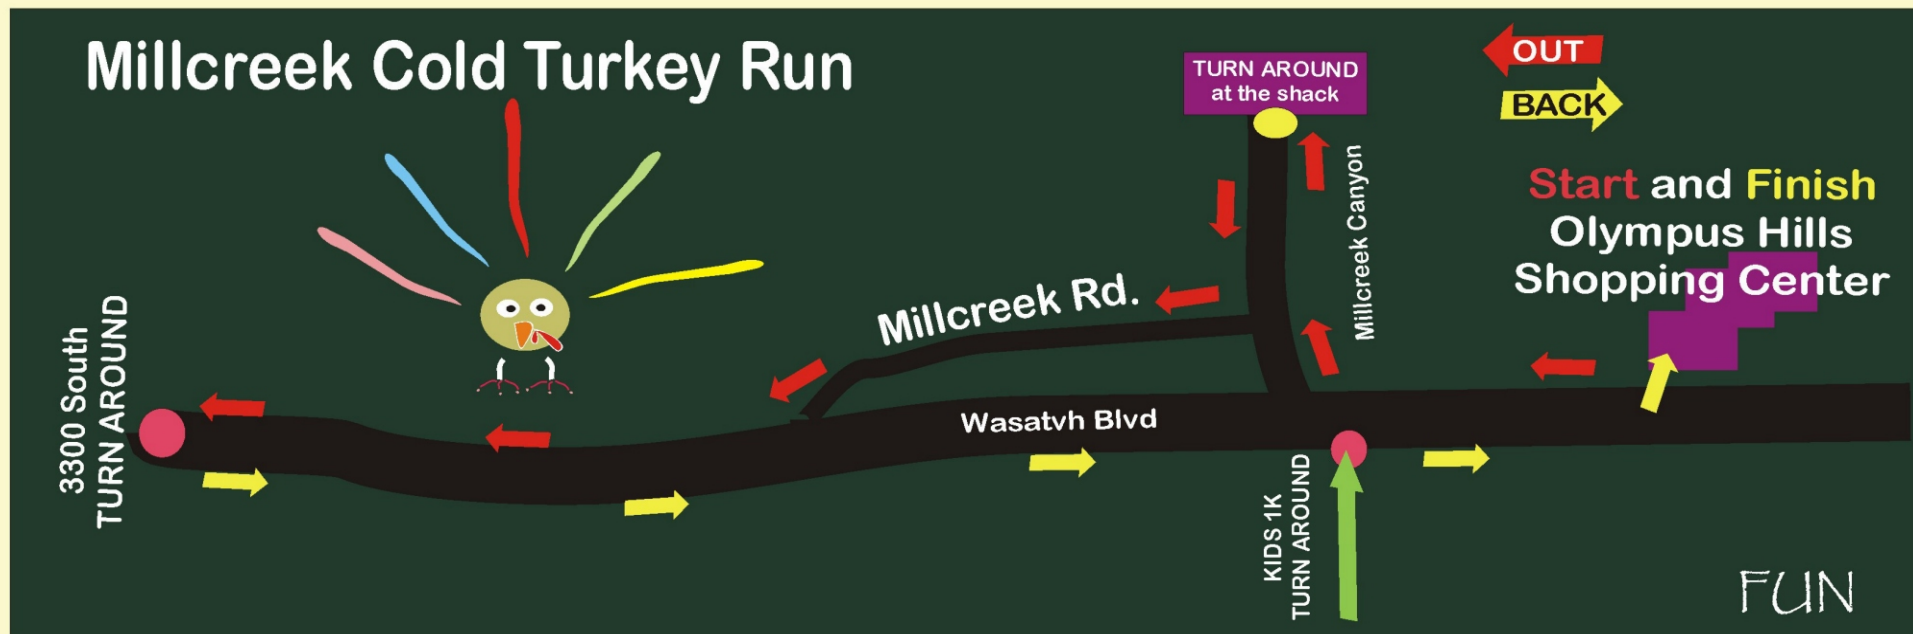 Millcreek Cold Turkey Run
TURN AROUND
at the shack
OUT
BACK
Start and Finish
Olympus Hills
Shopping Center
Millcreek Canyon
Millcreek Rd.
Wasatvh Blvd
3300 South
TURN AROUND
KIDS 1K
TURN AROUND
FUN